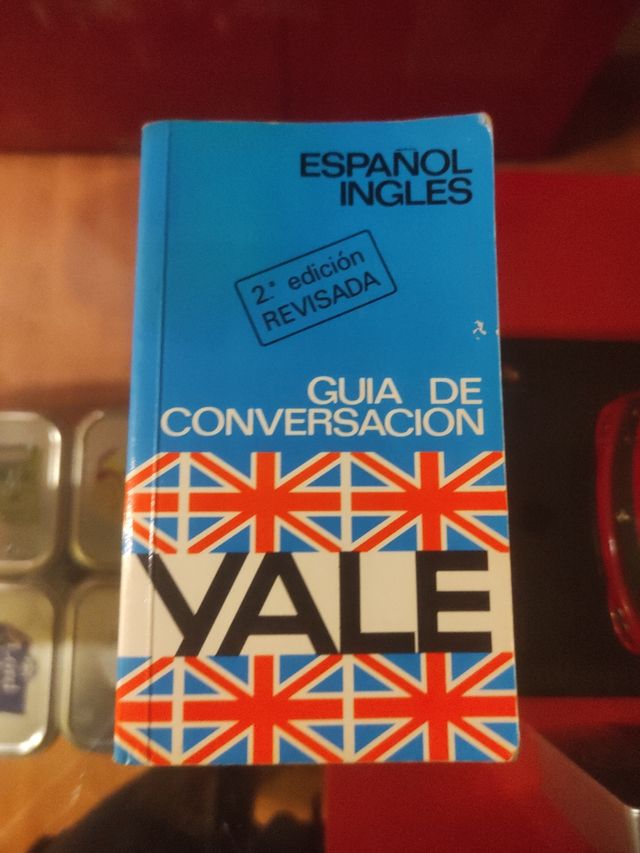 ESPAÑOL
INGLES
2.ª edición
REVISADA
GUIA DE
CONVERSACION
YALE